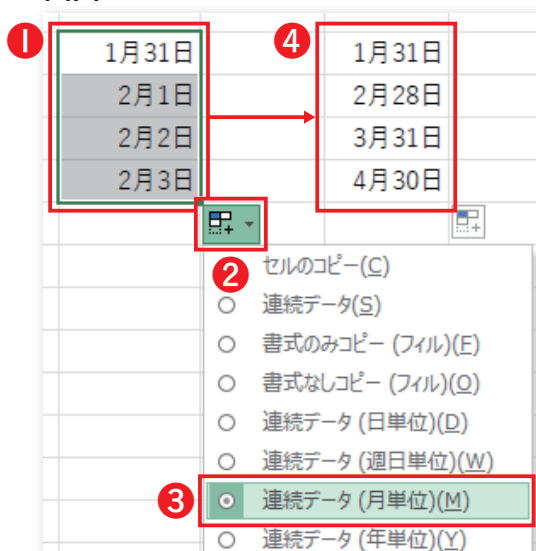 ❶
1月31日
2月1日
2月2日
2月3日
❹
1月31日
2月28日
3月31日
4月30日
❷
セルのコピー(C)
連続データ(S)
書式のみコピー (フィル)(F)
書式なしコピー (フィル)(O)
連続データ (日単位)(D)
連続データ (週日単位)(W)
❸
連続データ (月単位)(M)
連続データ (年単位)(Y)